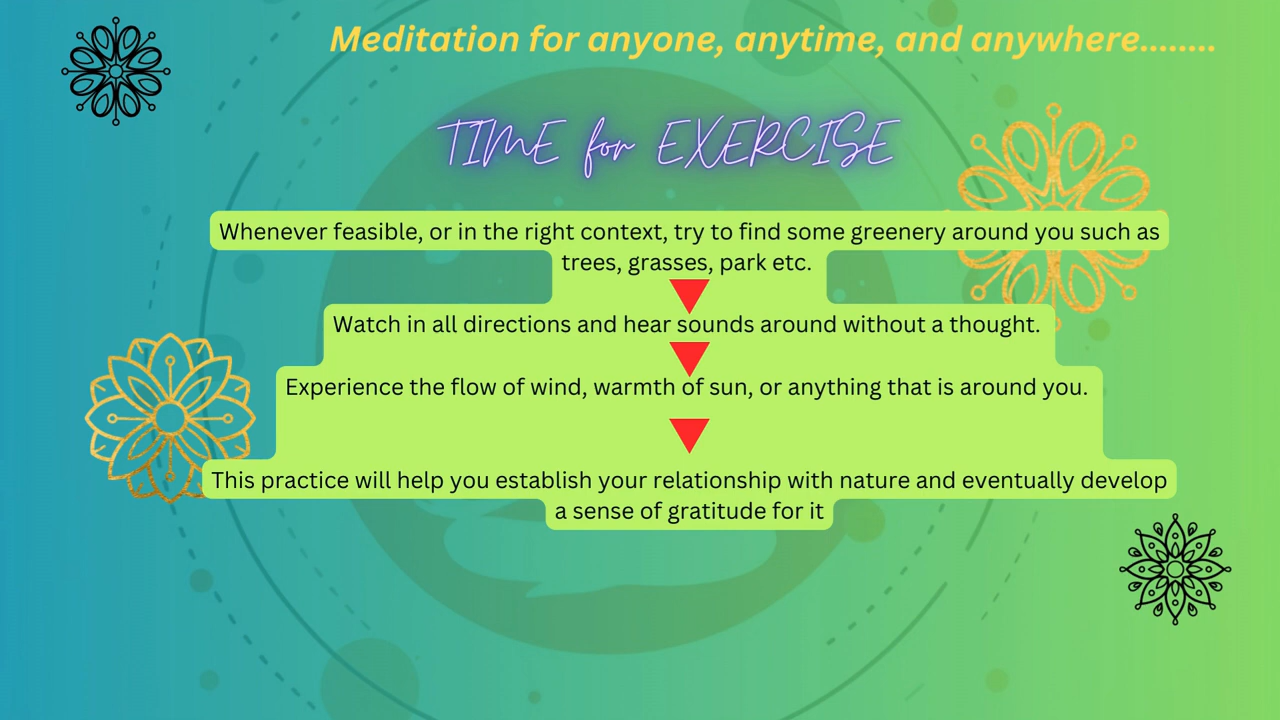 Meditation for anyone, anytime, and anywhere........
TIME for EXERCISE
Whenever feasible, or in the right context, try to find some greenery around you such as
trees, grasses, park etc.
Watch in all directions and hear sounds around without a thought.
Experience the flow of wind, warmth of sun, or anything that is around you.
This practice will help you establish your relationship with nature and eventually develop
a sense of gratitude for it